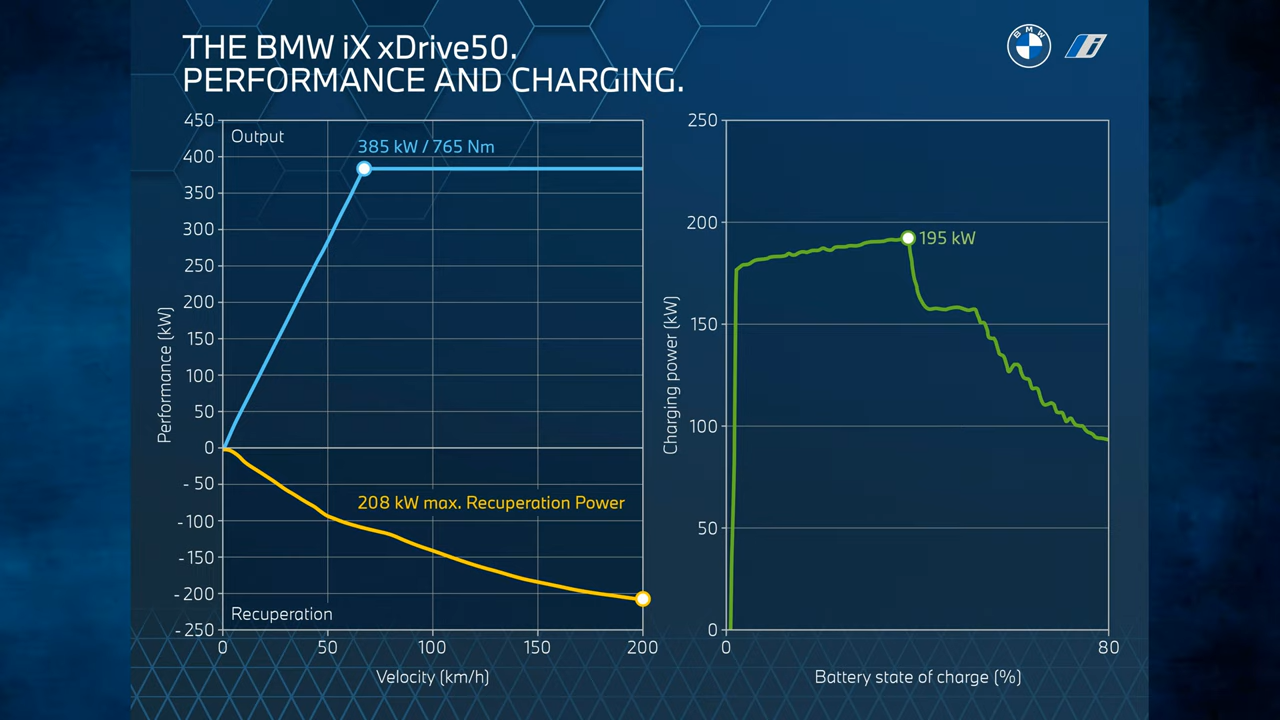 THE BMW iX xDrive50.
PERFORMANCE AND CHARGING.
BMW
i
Performance (kW)
450
400
350
300
250
200
150
100
50
0
- 50
-100
-150
-200
-250
Output
385 kW / 765 Nm
208 kW max. Recuperation Power
Recuperation
0 50 100 150 200
Velocity (km/h)
Charging power (kW)
250
200
150
100
50
0
195 kW
0 80
Battery state of charge (%)